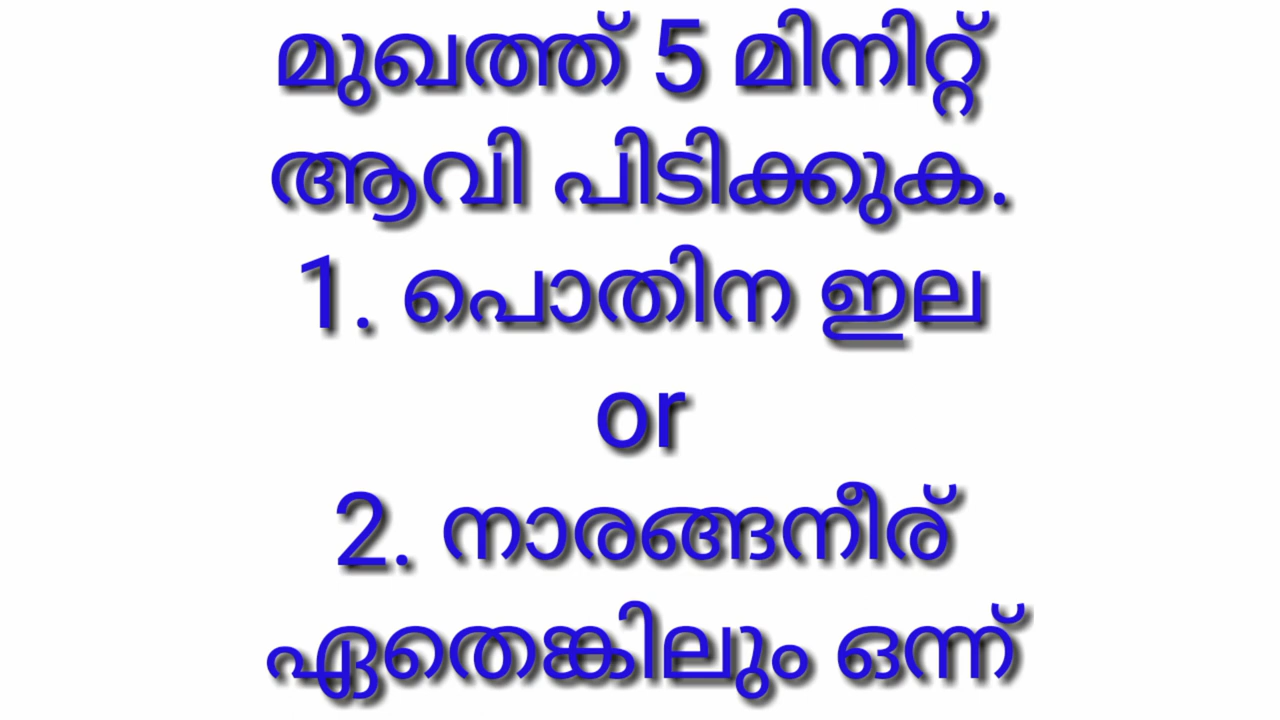 മുഖത്ത് 5 മിനിറ്റ്
ആവി പിടിക്കുക.
1. പൊതിന ഇല
or
2. നാരങ്ങനീര്
ഏതെങ്കിലും ഒന്ന്